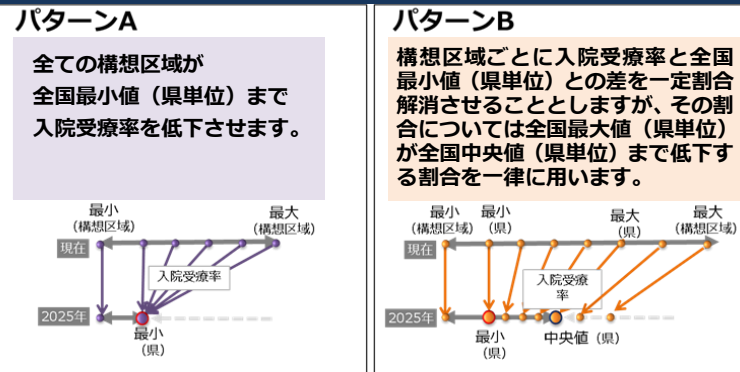 パターンA
全ての構想区域が
全国最小値（県単位）まで
入院受療率を低下させます。
最小
（構想区域）
最大
（構想区域）
現在
入院受療率
2025年
最小
（県）
パターンB
構想区域ごとに入院受療率と全国
最小値（県単位）との差を一定割合
解消させることとしますが、その割
合については全国最大値（県単位）
が全国中央値（県単位）まで低下す
る割合を一律に用います。
最小
（構想区域）
最小
（県）
最大
（県）
最大
（構想区域）
現在
入院受療
率
2025年
最小
（県）
中央値（県）